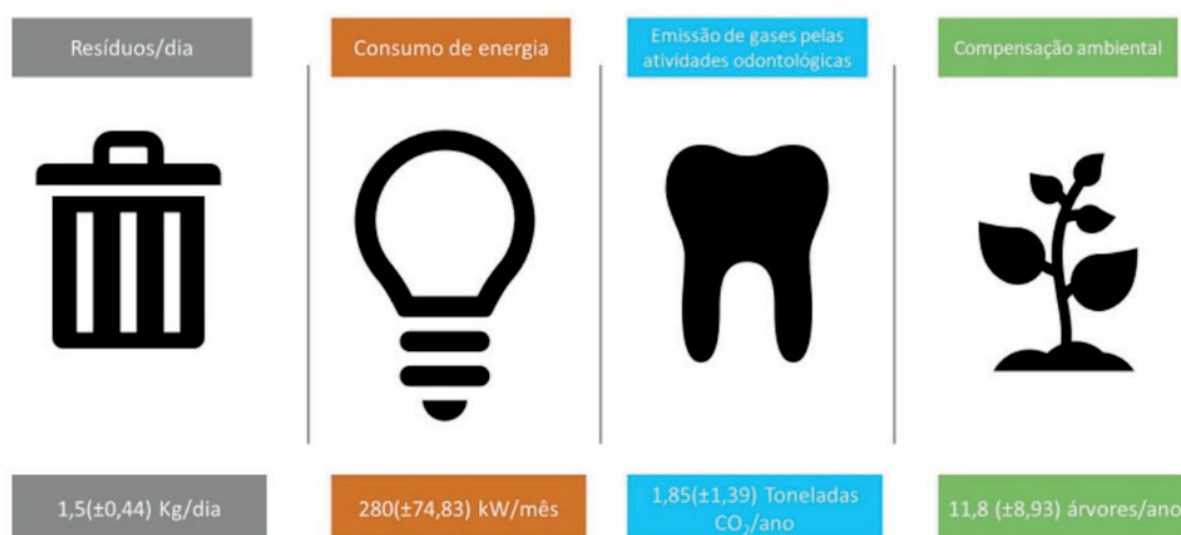 Resíduos/dia
Consumo de energia
Emissão de gases pelas
atividades odontológicas
Compensação ambiental
1,5(±0,44) Kg/dia
280(±74,83) kW/mês
1,85(±1,39) Toneladas
CO₂/ano
11,8 (±8,93) árvores/ano